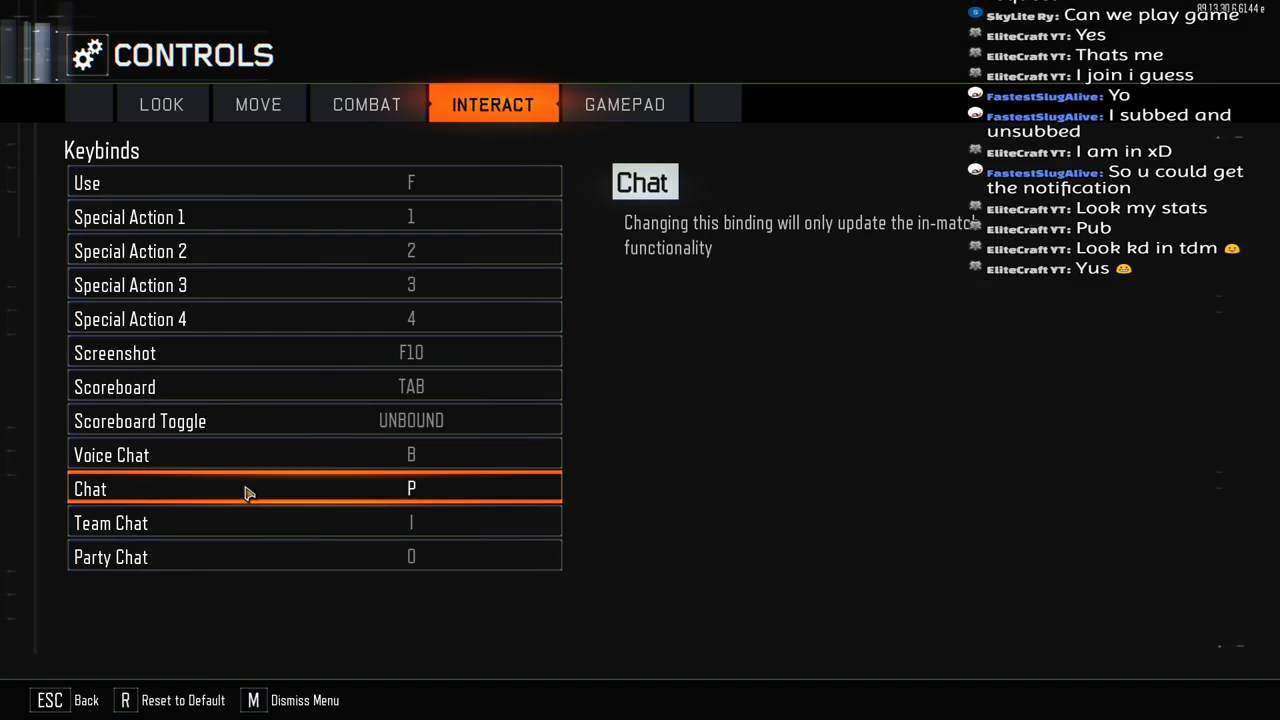 CONTROLS
LOOK
MOVE
COMBAT
INTERACT
GAMEPAD
Keybinds
Use F
Special Action 1 1
Special Action 2 2
Special Action 3 3
Special Action 4 4
Screenshot F10
Scoreboard TAB
Scoreboard Toggle UNBOUND
Voice Chat B
Chat P
Team Chat I
Party Chat O
Chat
Changing this binding will only update the in-match
functionality
SkyLite Ry: Can we play game
EliteCraft YT: Yes
EliteCraft YT: Thats me
EliteCraft YT: I join i guess
FastestSlugAlive: Yo
FastestSlugAlive: I subbed and
unsubbed
EliteCraft YT: I am in xD
FastestSlugAlive: So u could get
the notification
EliteCraft YT: Look my stats
EliteCraft YT: Pub
EliteCraft YT: Look kd in tdm 😀
EliteCraft YT: Yus 😁
ESC Back R Reset to Default M Dismiss Menu